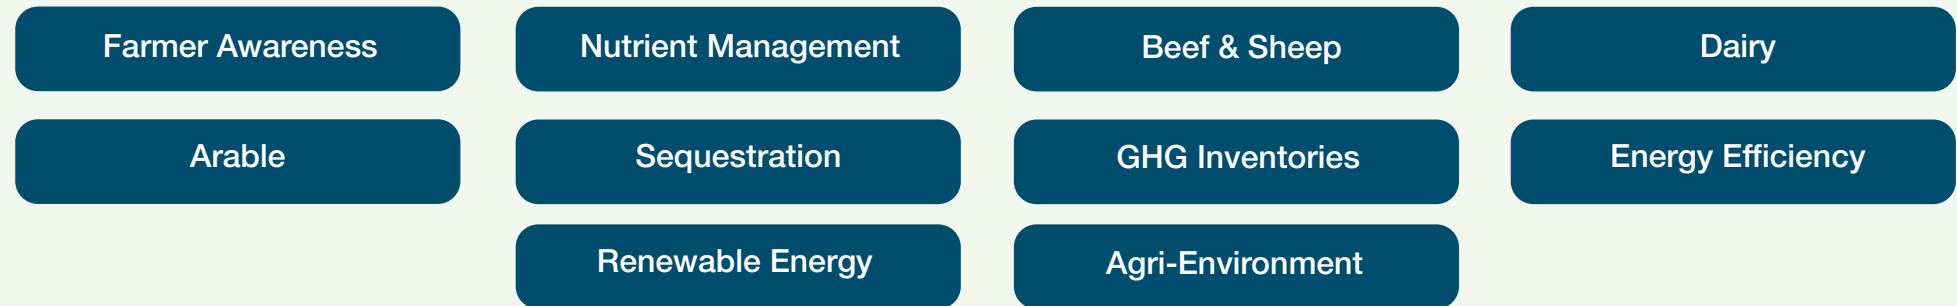 Farmer Awareness
Nutrient Management
Beef & Sheep
Dairy
Arable
Sequestration
GHG Inventories
Energy Efficiency
Renewable Energy
Agri-Environment